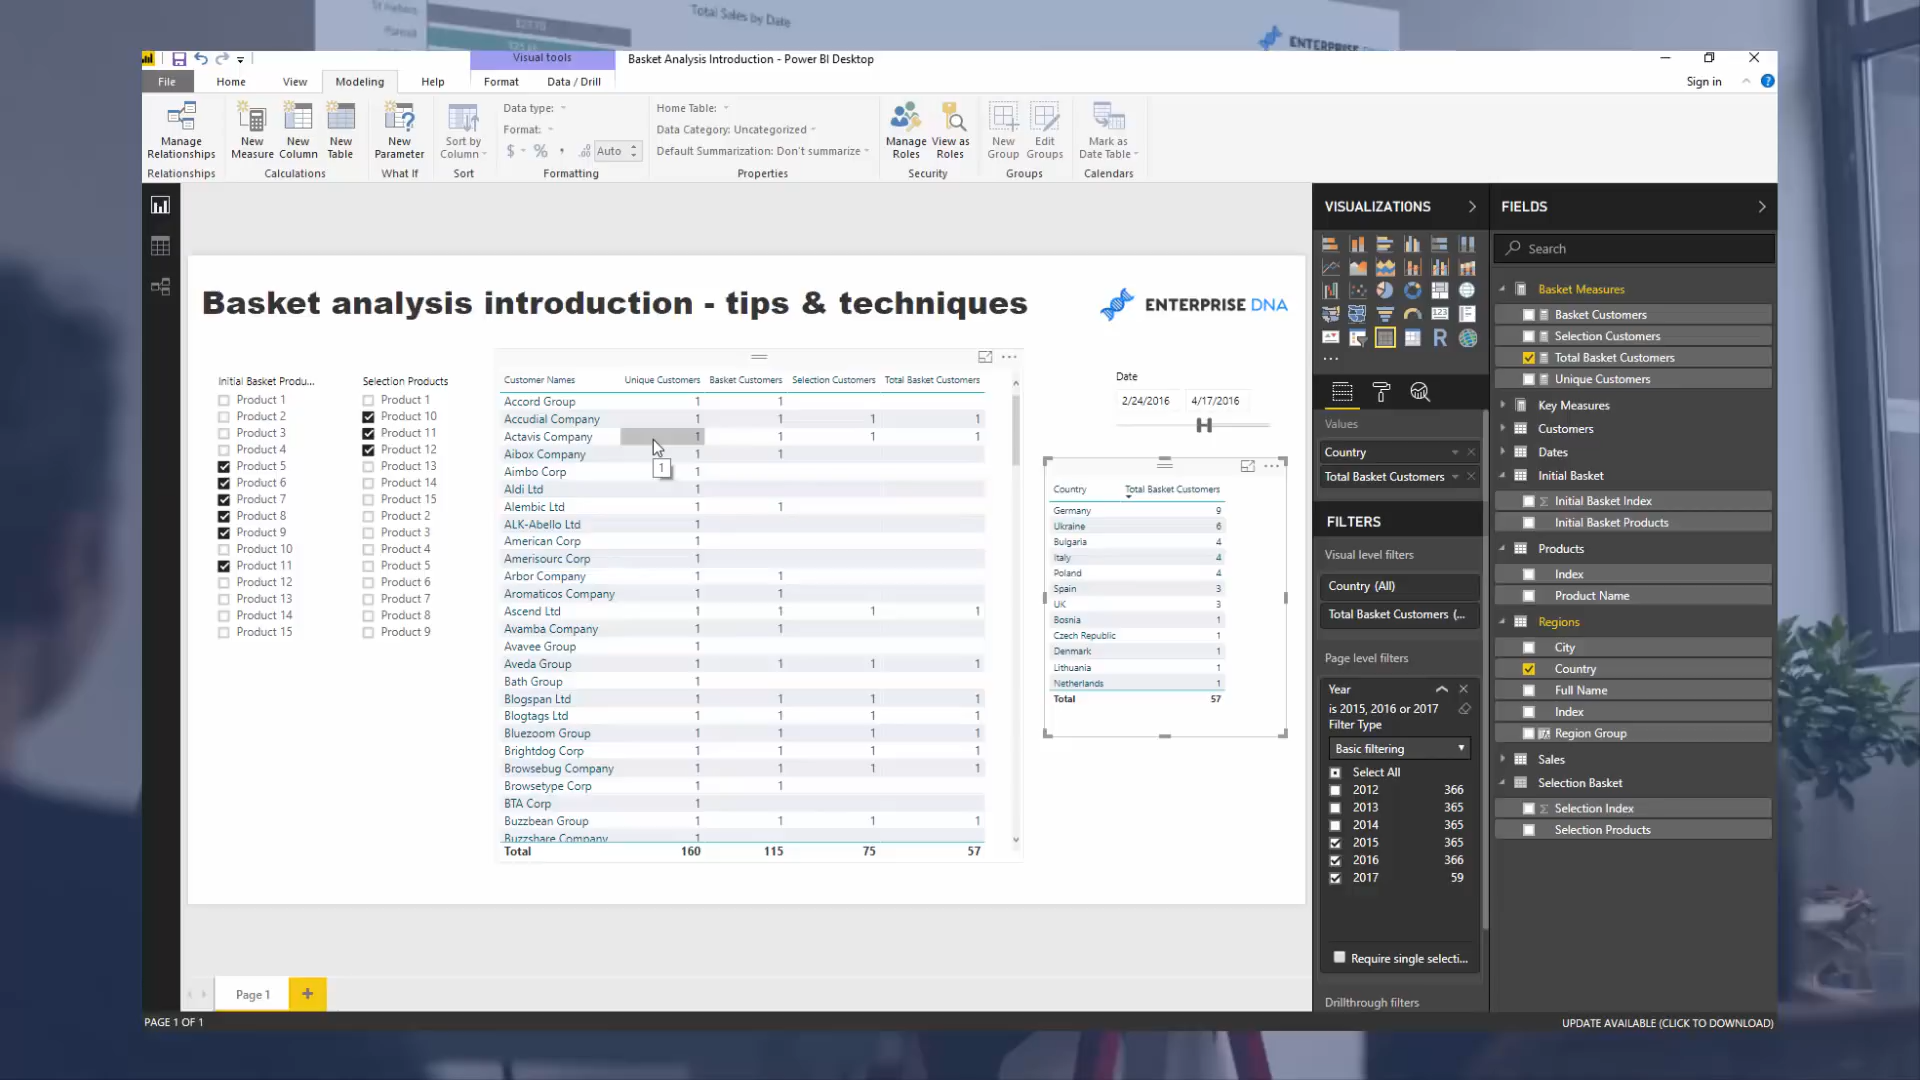 Total Sales by Date
ENTERPRISE
Visual tools
Basket Analysis Introduction - Power BI Desktop
File
Home
View
Modeling
Help
Format
Data / Drill
Sign in
Manage Relationships
New Measure
New Column
New Table
New Parameter
Sort by Column
Data type:
Format:
$ % , Auto
Home Table:
Data Category: Uncategorized
Default Summarization: Don't summarize
Manage Roles
View as Roles
New Group
Edit Groups
Mark as Date Table
Relationships
Calculations
What If
Sort
Formatting
Properties
Security
Groups
Calendars
Basket analysis introduction - tips & techniques
ENTERPRISE DNA
Initial Basket Produ...
Product 1
Product 2
Product 3
Product 4
Product 5
Product 6
Product 7
Product 8
Product 9
Product 10
Product 11
Product 12
Product 13
Product 14
Product 15
Selection Products
Product 1
Product 10
Product 11
Product 12
Product 13
Product 14
Product 15
Product 2
Product 3
Product 4
Product 5
Product 6
Product 7
Product 8
Product 9
Customer Names Unique Customers Basket Customers Selection Customers Total Basket Customers
Accord Group 1 1
Accudial Company 1 1 1 1
Actavis Company 1 1 1 1
Aibox Company 1 1
1
Aimbo Corp 1
Aldi Ltd 1
Alembic Ltd 1 1
ALK-Abello Ltd 1
American Corp 1
Amerisourc Corp 1
Arbor Company 1 1
Aromaticos Company 1 1
Ascend Ltd 1 1 1 1
Avamba Company 1 1
Avavee Group 1
Aveda Group 1 1 1 1
Bath Group 1
Blogspan Ltd 1 1 1 1
Blogtags Ltd 1 1 1 1
Bluezoom Group 1 1 1 1
Brightdog Corp 1 1 1 1
Browsebug Company 1 1 1 1
Browsetype Corp 1 1
BTA Corp 1
Buzzbean Group 1 1 1 1
Buzzshare Company 1
Total 160 115 75 57
Date
2/24/2016 4/17/2016
Country Total Basket Customers
Germany 9
Ukraine 6
Bulgaria 4
Italy 4
Poland 4
Spain 3
UK 3
Bosnia 1
Czech Republic 1
Denmark 1
Lithuania 1
Netherlands 1
Total 57
VISUALIZATIONS
R
Values
Country
Total Basket Customers
FILTERS
Visual level filters
Country (All)
Total Basket Customers (...
Page level filters
Year
is 2015, 2016 or 2017
Filter Type
Basic filtering
Select All
2012 366
2013 365
2014 365
2015 365
2016 366
2017 59
Require single selecti...
Drillthrough filters
FIELDS
Search
Basket Measures
Basket Customers
Selection Customers
Total Basket Customers
Unique Customers
Key Measures
Customers
Dates
Initial Basket
Initial Basket Index
Initial Basket Products
Products
Index
Product Name
Regions
City
Country
Full Name
Index
Region Group
Sales
Selection Basket
Selection Index
Selection Products
Page 1
PAGE 1 OF 1
UPDATE AVAILABLE (CLICK TO DOWNLOAD)